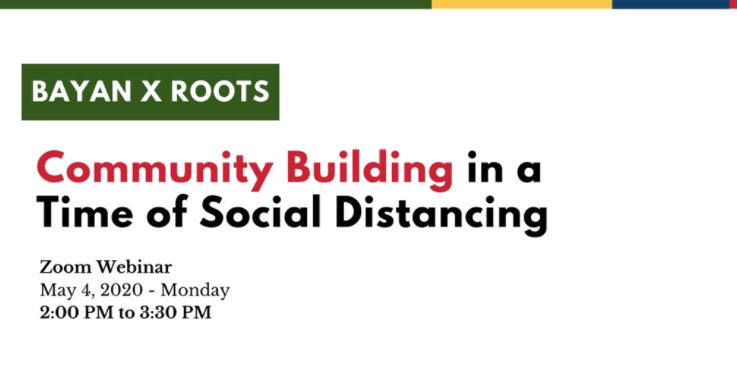 BAYAN X ROOTS
Community Building in a
Time of Social Distancing
Zoom Webinar
May 4, 2020 - Monday
2:00 PM to 3:30 PM